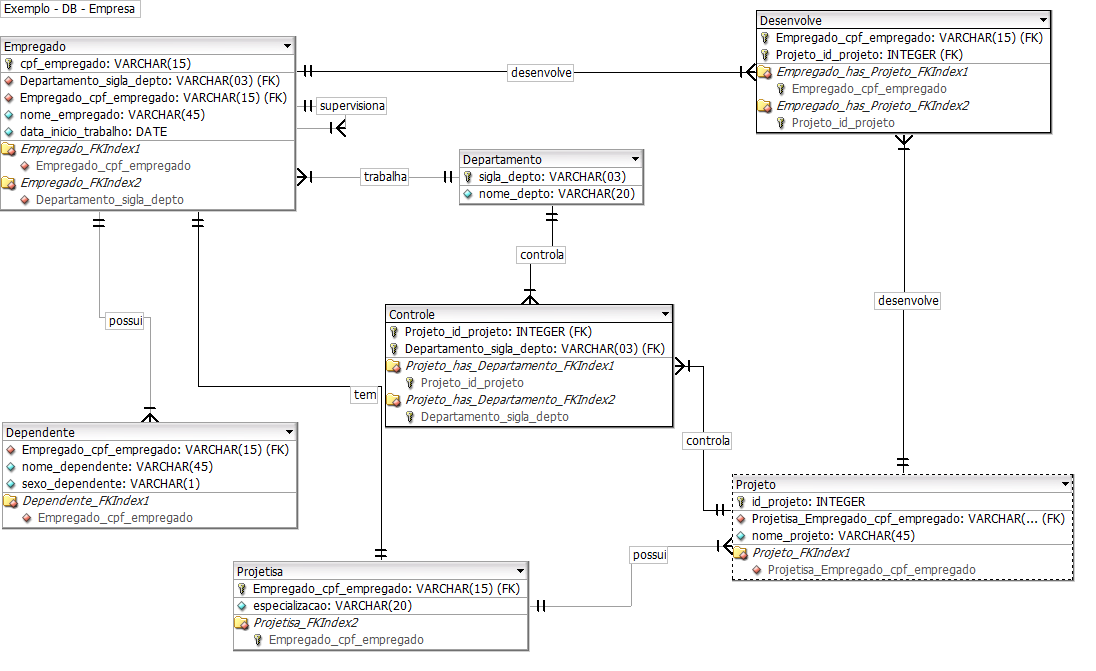 Exemplo - DB - Empresa
Empregado
cpf_empregado: VARCHAR(15)
Departamento_sigla_depto: VARCHAR(03) (FK)
Empregado_cpf_empregado: VARCHAR(15) (FK)
nome_empregado: VARCHAR(45)
data_inicio_trabalho: DATE
Empregado_FKIndex1
Empregado_cpf_empregado
Empregado_FKIndex2
Departamento_sigla_depto
desenvolve
supervisiona
trabalha
Desenvolve
Empregado_cpf_empregado: VARCHAR(15) (FK)
Projeto_id_projeto: INTEGER (FK)
Empregado_has_Projeto_FKIndex1
Empregado_cpf_empregado
Empregado_has_Projeto_FKIndex2
Projeto_id_projeto
Departamento
sigla_depto: VARCHAR(03)
nome_depto: VARCHAR(20)
controla
desenvolve
possui
Controle
Projeto_id_projeto: INTEGER (FK)
Departamento_sigla_depto: VARCHAR(03) (FK)
Projeto_has_Departamento_FKIndex1
Projeto_id_projeto
Projeto_has_Departamento_FKIndex2
Departamento_sigla_depto
tem
controla
Dependente
Empregado_cpf_empregado: VARCHAR(15) (FK)
nome_dependente: VARCHAR(45)
sexo_dependente: VARCHAR(1)
Dependente_FKIndex1
Empregado_cpf_empregado
Projeto
id_projeto: INTEGER
Projetisa_Empregado_cpf_empregado: VARCHAR(... (FK)
nome_projeto: VARCHAR(45)
Projeto_FKIndex1
Projetisa_Empregado_cpf_empregado
possui
Projetisa
Empregado_cpf_empregado: VARCHAR(15) (FK)
especializacao: VARCHAR(20)
Projetisa_FKIndex2
Empregado_cpf_empregado